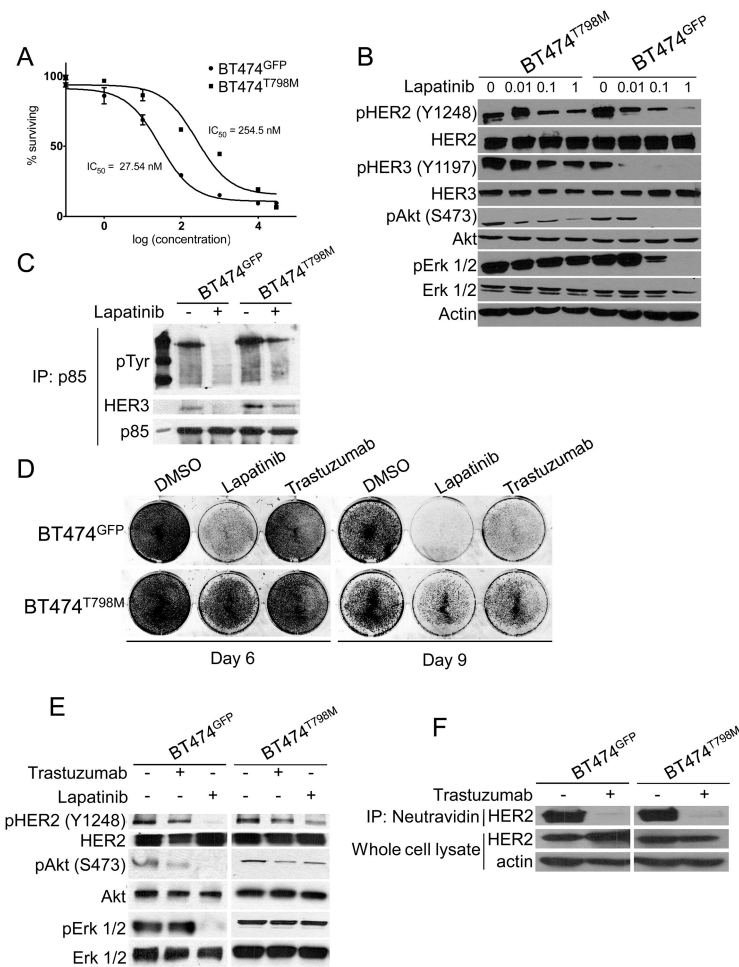 A
BT474GFP
BT474T798M
100
50
0
% surviving
IC50 = 254.5 nM
IC50 = 27.54 nM
0 2 4
log (concentration)
B
BT474T798M BT474GFP
Lapatinib 0 0.01 0.1 1 0 0.01 0.1 1
pHER2 (Y1248)
HER2
pHER3 (Y1197)
HER3
pAkt (S473)
Akt
pErk 1/2
Erk 1/2
Actin
C
BT474GFP BT474T798M
Lapatinib - + - +
IP: p85
pTyr
HER3
p85
D
DMSO Lapatinib Trastuzumab DMSO Lapatinib Trastuzumab
BT474GFP
BT474T798M
Day 6 Day 9
E
BT474GFP BT474T798M
Trastuzumab - + - - + -
Lapatinib - - + - - +
pHER2 (Y1248)
HER2
pAkt (S473)
Akt
pErk 1/2
Erk 1/2
F
BT474GFP BT474T798M
Trastuzumab - + - +
IP: Neutravidin HER2
Whole cell lysate HER2
actin